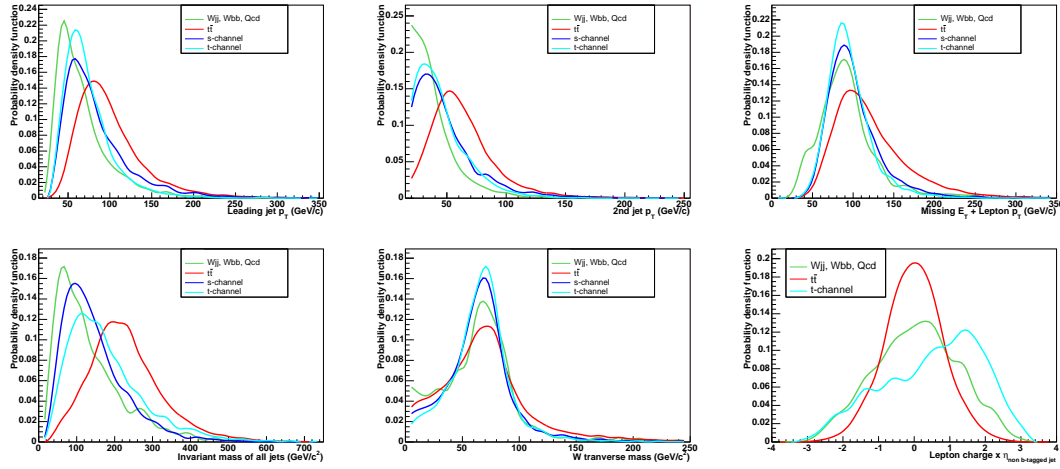 Probability density function
0.24
0.22
0.2
0.18
0.16
0.14
0.12
0.1
0.08
0.06
0.04
0.02
0
Wjj, Wbb, Qcd
tt̄
s-channel
t-channel
0 50 100 150 200 250 300 350
Leading jet pT (GeV/c)
Probability density function
0.25
0.2
0.15
0.1
0.05
0
Wjj, Wbb, Qcd
tt̄
s-channel
t-channel
0 50 100 150 200 250
2nd jet pT (GeV/c)
Probability density function
0.22
0.2
0.18
0.16
0.14
0.12
0.1
0.08
0.06
0.04
0.02
0
Wjj, Wbb, Qcd
tt̄
s-channel
t-channel
0 50 100 150 200 250 300 350
Missing ET + Lepton pT (GeV/c)
Probability density function
0.18
0.16
0.14
0.12
0.1
0.08
0.06
0.04
0.02
0
Wjj, Wbb, Qcd
tt̄
s-channel
t-channel
0 100 200 300 400 500 600 700
Invariant mass of all jets (GeV/c²)
Probability density function
0.18
0.16
0.14
0.12
0.1
0.08
0.06
0.04
0.02
0
Wjj, Wbb, Qcd
tt̄
s-channel
t-channel
0 50 100 150 200 250
W tranverse mass (GeV/c²)
Probability density function
0.2
0.18
0.16
0.14
0.12
0.1
0.08
0.06
0.04
0.02
0
Wjj, Wbb, Qcd
tt̄
t-channel
-4 -3 -2 -1 0 1 2 3 4
Lepton charge x η non b-tagged jet